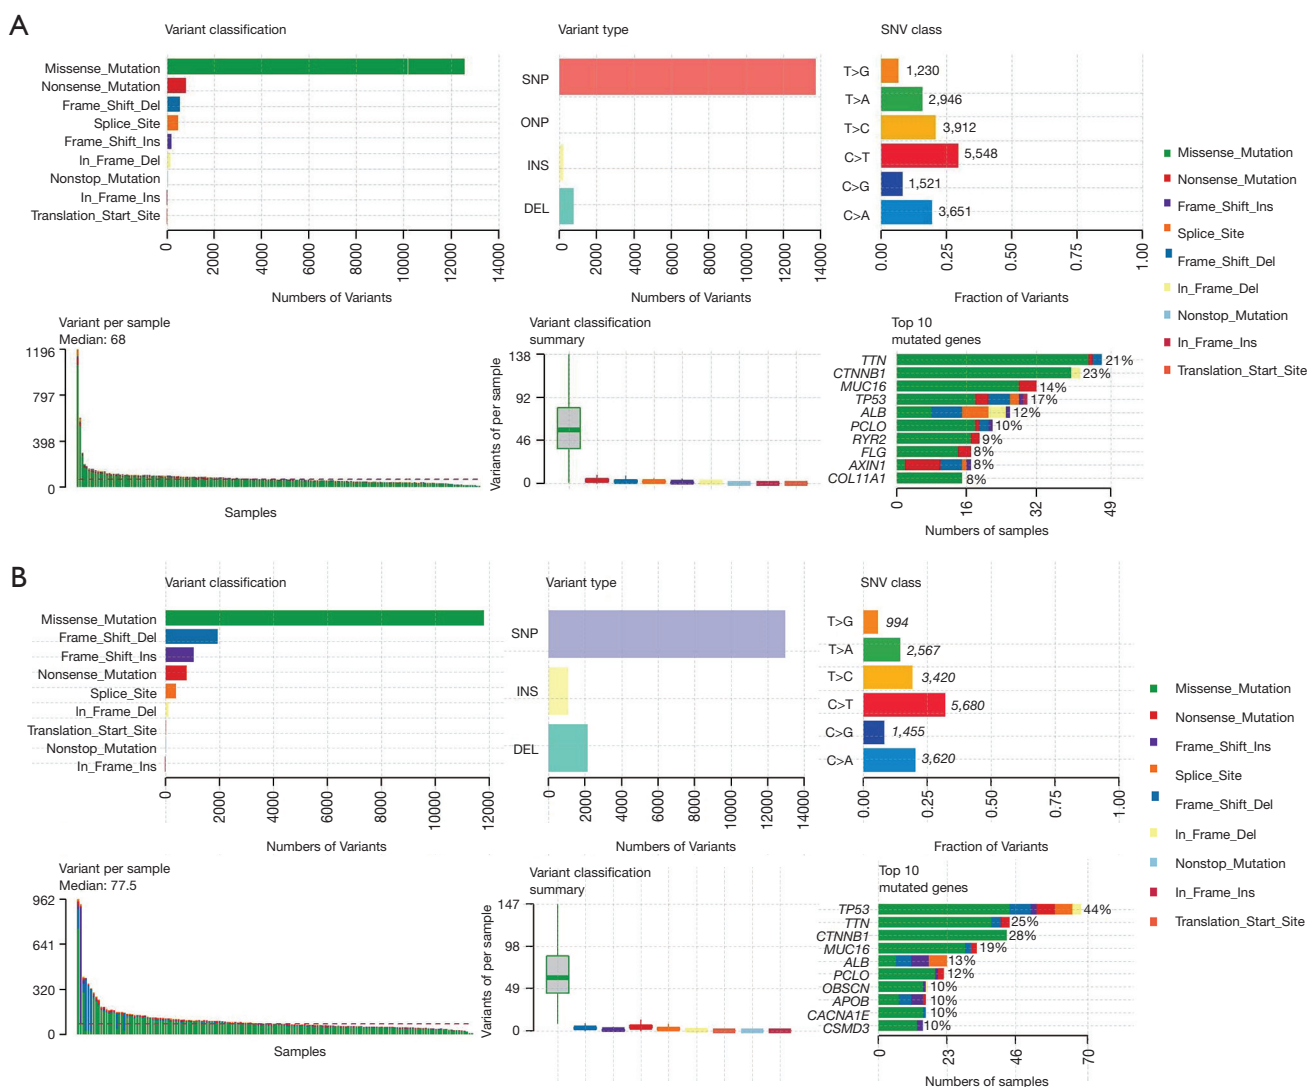 A
Variant classification
Missense_Mutation
Nonsense_Mutation
Frame_Shift_Del
Splice_Site
Frame_Shift_Ins
In_Frame_Del
Nonstop_Mutation
In_Frame_Ins
Translation_Start_Site
0
2000
4000
6000
8000
10000
12000
14000
Numbers of Variants
Variant type
SNP
ONP
INS
DEL
0
2000
4000
6000
8000
10000
12000
14000
Numbers of Variants
SNV class
T>G 1,230
T>A 2,946
T>C 3,912
C>T 5,548
C>G 1,521
C>A 3,651
0.00
0.25
0.50
0.75
1.00
Fraction of Variants
Missense_Mutation
Nonsense_Mutation
Frame_Shift_Ins
Splice_Site
Frame_Shift_Del
In_Frame_Del
Nonstop_Mutation
In_Frame_Ins
Translation_Start_Site
Variant per sample
Median: 68
1196
797
398
0
Samples
Variant classification
summary
Variants of per sample
138
92
46
0
Top 10
mutated genes
TTN 21%
CTNNB1 23%
MUC16 14%
TP53 17%
ALB 12%
PCLO 10%
RYR2 9%
FLG 8%
AXIN1 8%
COL11A1 8%
0
16
32
49
Numbers of samples
B
Variant classification
Missense_Mutation
Frame_Shift_Del
Frame_Shift_Ins
Nonsense_Mutation
Splice_Site
In_Frame_Del
Translation_Start_Site
Nonstop_Mutation
In_Frame_Ins
0
2000
4000
6000
8000
10000
12000
Numbers of Variants
Variant type
SNP
INS
DEL
0
2000
4000
6000
8000
10000
12000
14000
Numbers of Variants
SNV class
T>G 994
T>A 2,567
T>C 3,420
C>T 5,680
C>G 1,455
C>A 3,620
0.00
0.25
0.50
0.75
1.00
Fraction of Variants
Missense_Mutation
Nonsense_Mutation
Frame_Shift_Ins
Splice_Site
Frame_Shift_Del
In_Frame_Del
Nonstop_Mutation
In_Frame_Ins
Translation_Start_Site
Variant per sample
Median: 77.5
962
641
320
0
Samples
Variant classification
summary
Variants of per sample
147
98
49
0
Top 10
mutated genes
TP53 44%
TTN 25%
CTNNB1 28%
MUC16 19%
ALB 13%
PCLO 12%
OBSCN 10%
APOB 10%
CACNA1E 10%
CSMD3 10%
0
23
46
70
Numbers of samples